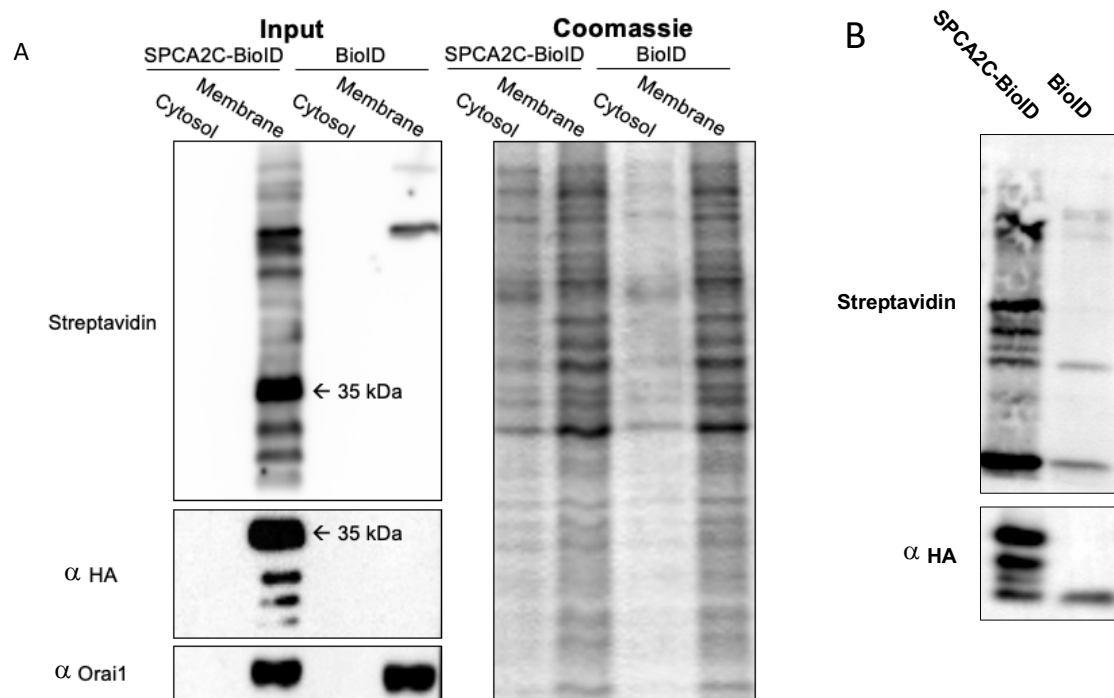 A
Input
Coomassie
SPCA2C-BioID
BioID
SPCA2C-BioID
BioID
Cytosol
Membrane
Cytosol
Membrane
Cytosol
Membrane
Cytosol
Membrane
Streptavidin
← 35 kDa
α HA
← 35 kDa
α Orai1
B
SPCA2C-BioID
BioID
Streptavidin
α HA